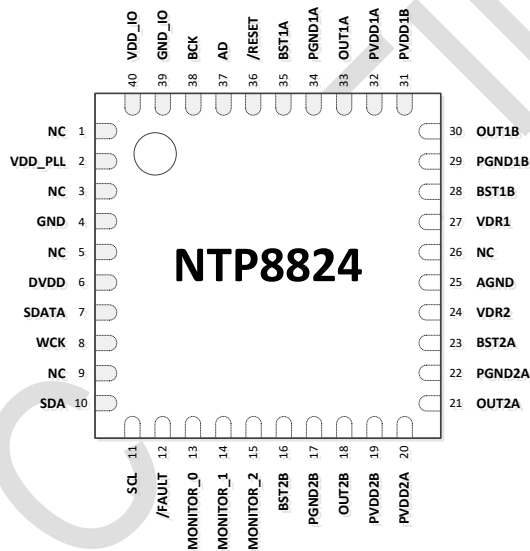 VDD_IO
GND_IO
BCK
AD
/RESET
BST1A
PGND1A
OUT1A
PVDD1A
PVDD1B
40
39
38
37
36
35
34
33
32
31
NC 1
VDD_PLL 2
NC 3
GND 4
NC 5
DVDD 6
SDATA 7
WCK 8
NC 9
SDA 10
NTP8824
30 OUT1B
29 PGND1B
28 BST1B
27 VDR1
26 NC
25 AGND
24 VDR2
23 BST2A
22 PGND2A
21 OUT2A
11
12
13
14
15
16
17
18
19
20
SCL
/FAULT
MONITOR_0
MONITOR_1
MONITOR_2
BST2B
PGND2B
OUT2B
PVDD2B
PVDD2A